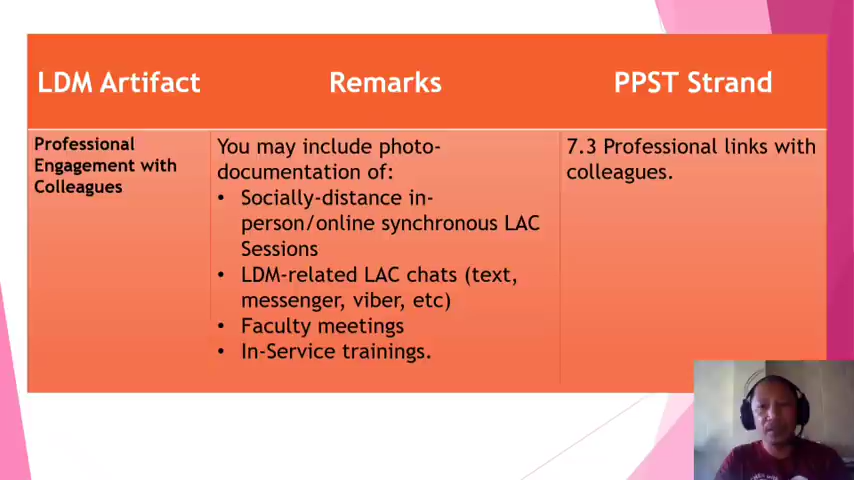 LDM Artifact
Remarks
PPST Strand
Professional
Engagement with
Colleagues
You may include photo-
documentation of:
• Socially-distance in-
person/online synchronous LAC
Sessions
• LDM-related LAC chats (text,
messenger, viber, etc)
• Faculty meetings
• In-Service trainings.
7.3 Professional links with
colleagues.